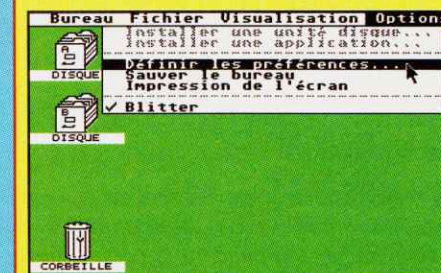 Bureau Fichier Visualisation Options
Installer une unité disque...
Installer une application...
Définir les préférences...
Sauver le bureau
Impression de l'écran
✓ Blitter
A
DISQUE
B
DISQUE
CORBEILLE